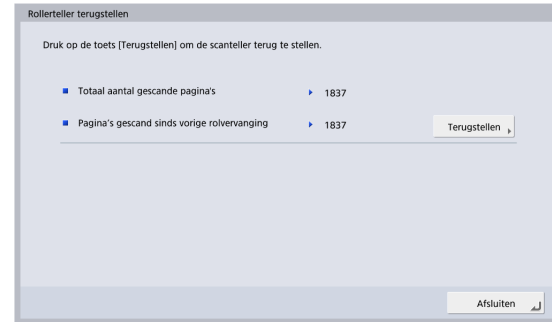 Rollerteller terugstellen
Druk op de toets [Terugstellen] om de scanteller terug te stellen.
Totaal aantal gescande pagina's 1837
Pagina's gescand sinds vorige rolvervanging 1837 Terugstellen
Afsluiten